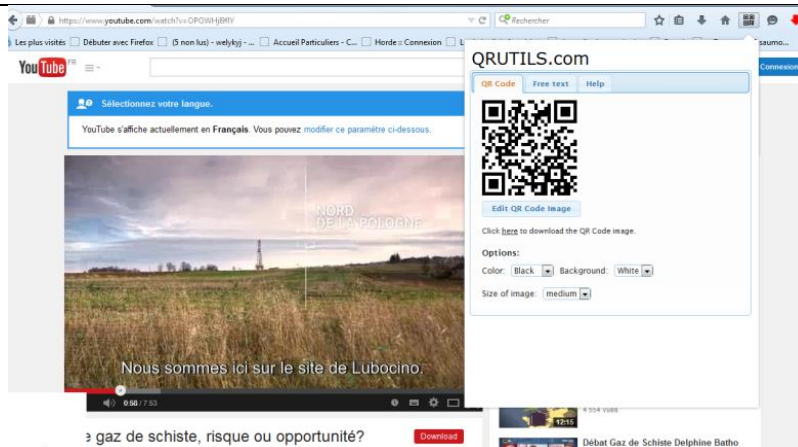 https://www.youtube.com/watch?v=OPOWHj8fIY
Rechercher
Les plus visités Débuter avec Firefox (5 non lus) - welykyj - ... Accueil Particuliers - C... Horde :: Connexion
saumo...
YouTube FR
Connexion
Sélectionnez votre langue.
YouTube s'affiche actuellement en Français. Vous pouvez modifier ce paramètre ci-dessous.
QRUTILS.com
QR Code Free text Help
Edit QR Code Image
Click here to download the QR Code image.
Options:
Color: Black Background: White
Size of image: medium
NORD
DE LA POLOGNE
Nous sommes ici sur le site de Lubocino.
0:58 / 7:53
e gaz de schiste, risque ou opportunité?
Download
4 554 vues
12:15
Débat Gaz de Schiste Delphine Batho